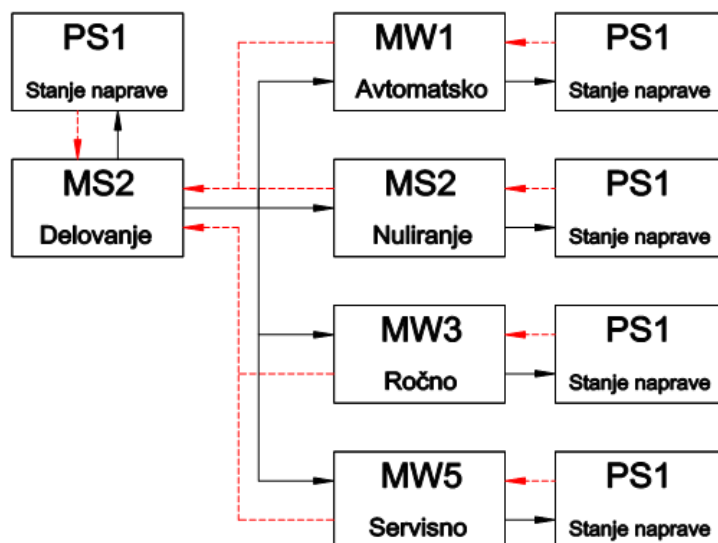 PS1
Stanje naprave
MS2
Delovanje
MW1
Avtomatsko
PS1
Stanje naprave
MS2
Nuliranje
PS1
Stanje naprave
MW3
Ročno
PS1
Stanje naprave
MW5
Servisno
PS1
Stanje naprave